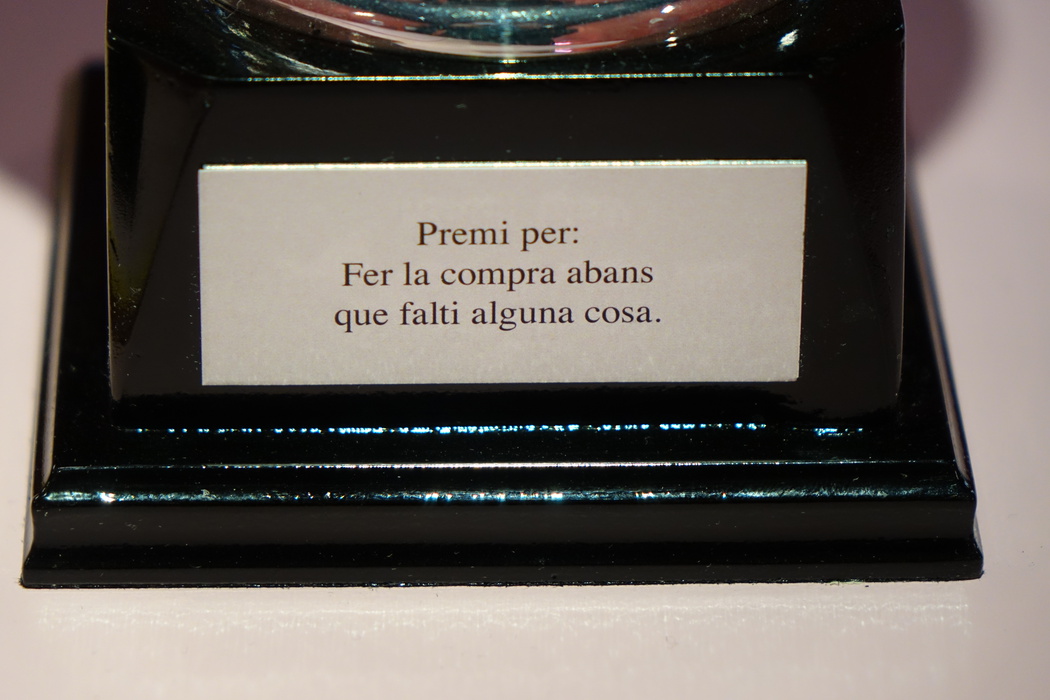 Premi per:
Fer la compra abans
que falti alguna cosa.